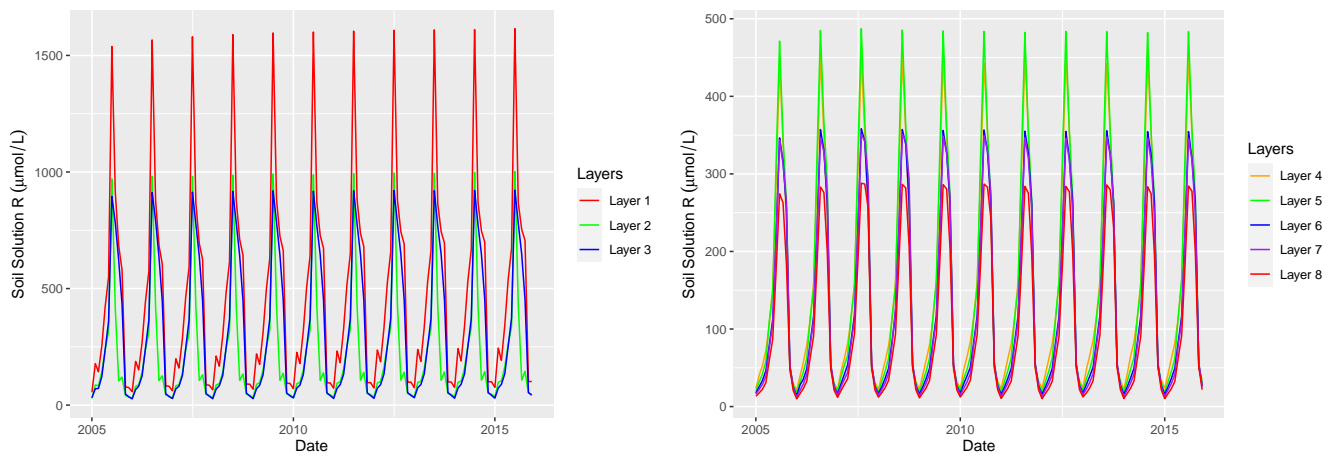 Soil Solution R (μmol/L)
1500
1000
500
0
2005
2010
2015
Date
Layers
Layer 1
Layer 2
Layer 3
Soil Solution R (μmol/L)
500
400
300
200
100
0
2005
2010
2015
Date
Layers
Layer 4
Layer 5
Layer 6
Layer 7
Layer 8